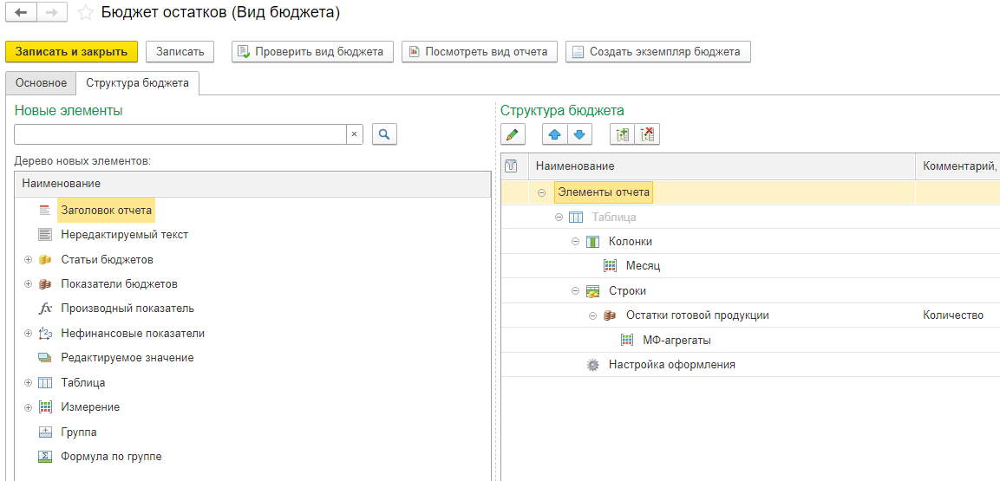 Бюджет остатков (Вид бюджета)
Записать и закрыть
Записать
Проверить вид бюджета
Посмотреть вид отчета
Создать экземпляр бюджета
Основное
Структура бюджета
Новые элементы
Дерево новых элементов:
Наименование
Заголовок отчета
Нередактируемый текст
Статьи бюджетов
Показатели бюджетов
fx Производный показатель
Нефинансовые показатели
Редактируемое значение
Таблица
Измерение
Группа
Формула по группе
Структура бюджета
Наименование
Комментарий,
Элементы отчета
Таблица
Колонки
Месяц
Строки
Остатки готовой продукции
Количество
МФ-агрегаты
Настройка оформления